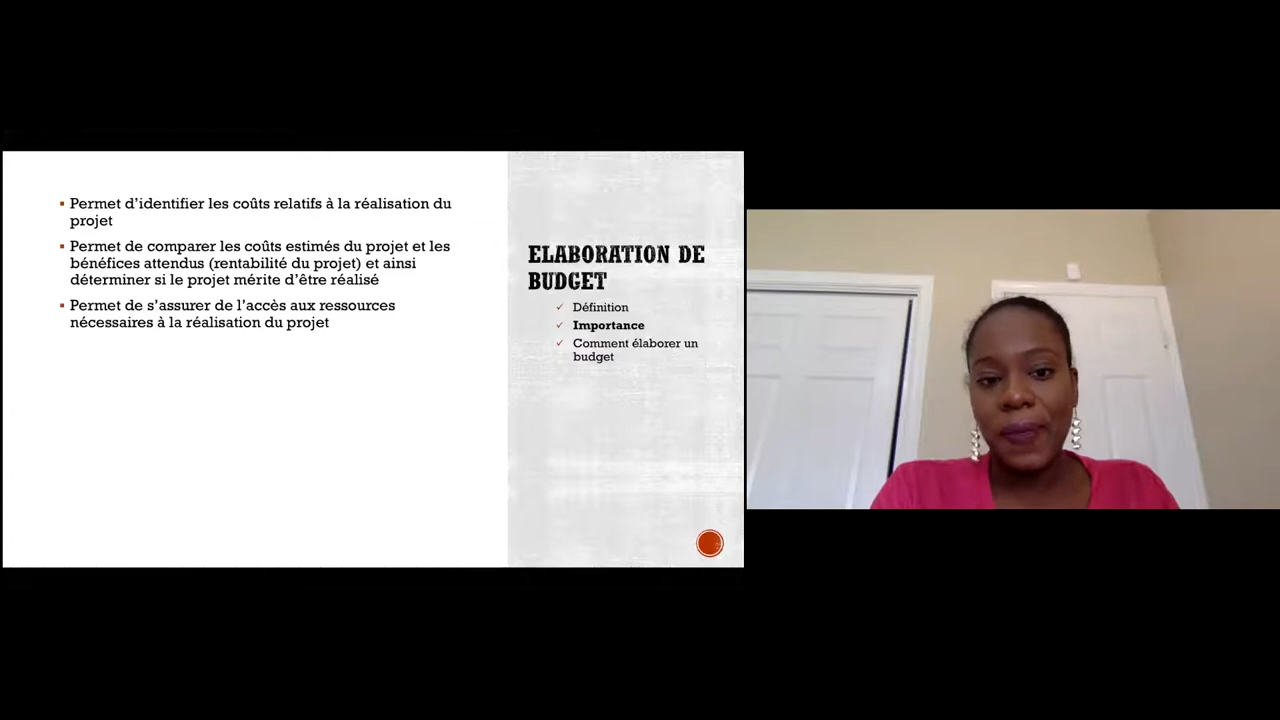 Permet d’identifier les coûts relatifs à la réalisation du
projet
Permet de comparer les coûts estimés du projet et les
bénéfices attendus (rentabilité du projet) et ainsi
déterminer si le projet mérite d’être réalisé
Permet de s’assurer de l’accès aux ressources
nécessaires à la réalisation du projet
ELABORATION DE
BUDGET
Définition
Importance
Comment élaborer un
budget